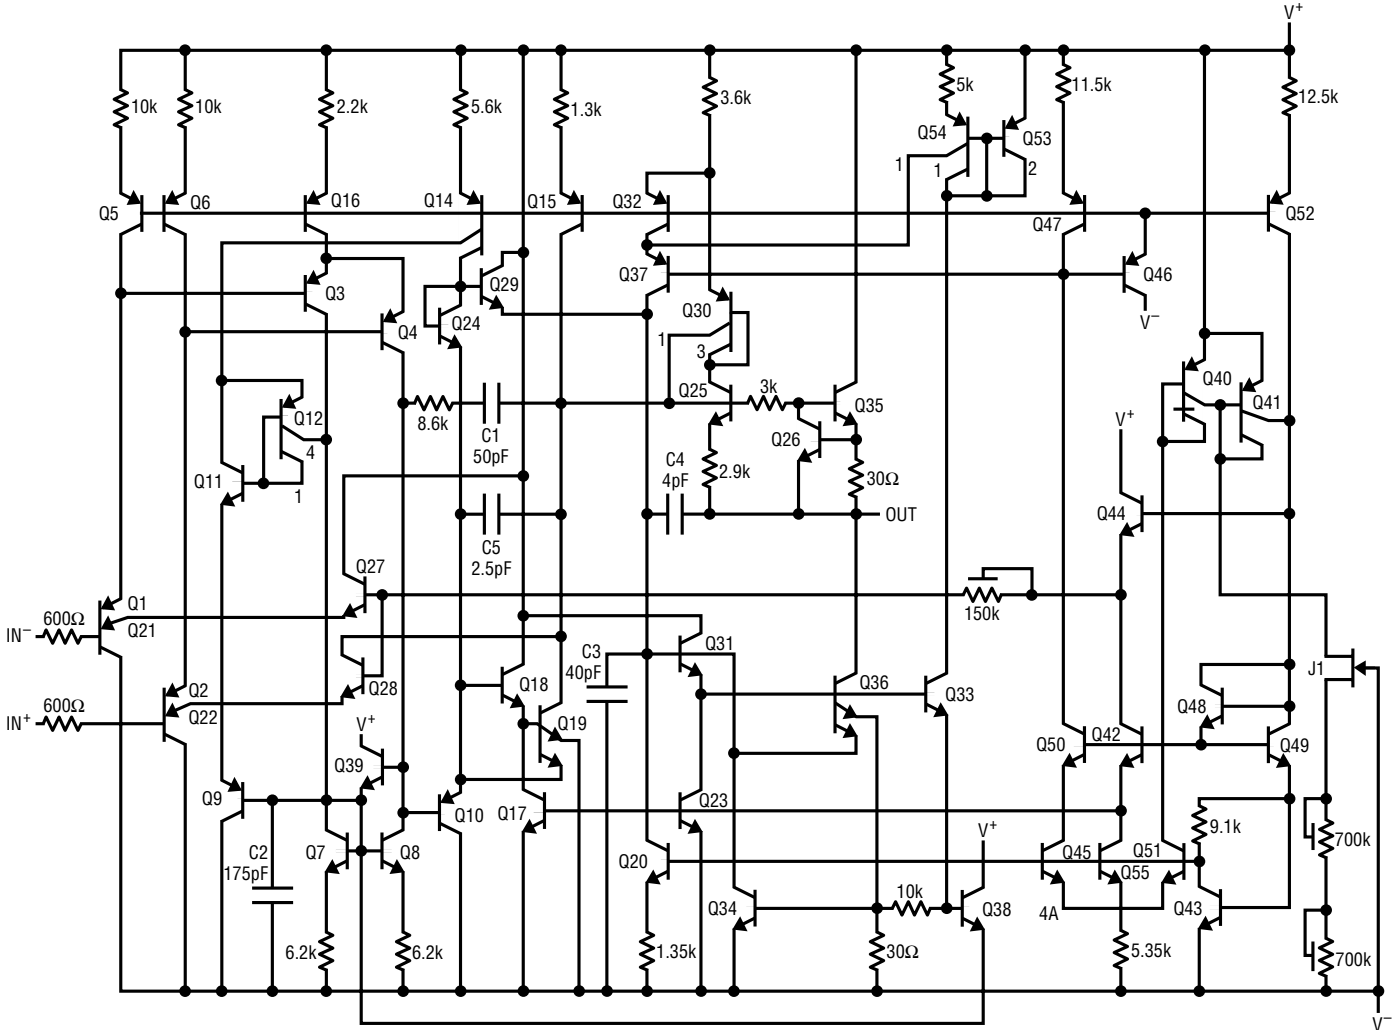 V+
10k
10k
2.2k
5.6k
1.3k
3.6k
5k
11.5k
12.5k
Q54
Q53
1
1
2
Q5
Q6
Q16
Q14
Q15
Q32
Q47
Q52
Q37
Q46
Q3
Q29
Q30
V−
Q4
Q24
1
3
Q40
Q41
Q25
3k
Q35
Q12
8.6k
C1
50pF
Q26
V+
4
C4
4pF
2.9k
30Ω
Q11
1
Q44
OUT
C5
2.5pF
Q27
150k
600Ω
Q1
Q21
IN−
Q31
C3
40pF
J1
Q2
Q22
Q28
Q18
Q36
Q33
600Ω
IN+
V+
Q19
Q48
Q50
Q42
Q49
Q39
Q9
Q10
Q17
Q23
V+
9.1k
700k
Q7
Q8
C2
175pF
Q20
Q45
Q55
Q51
10k
Q34
Q38
4A
Q43
6.2k
6.2k
1.35k
30Ω
5.35k
700k
V−